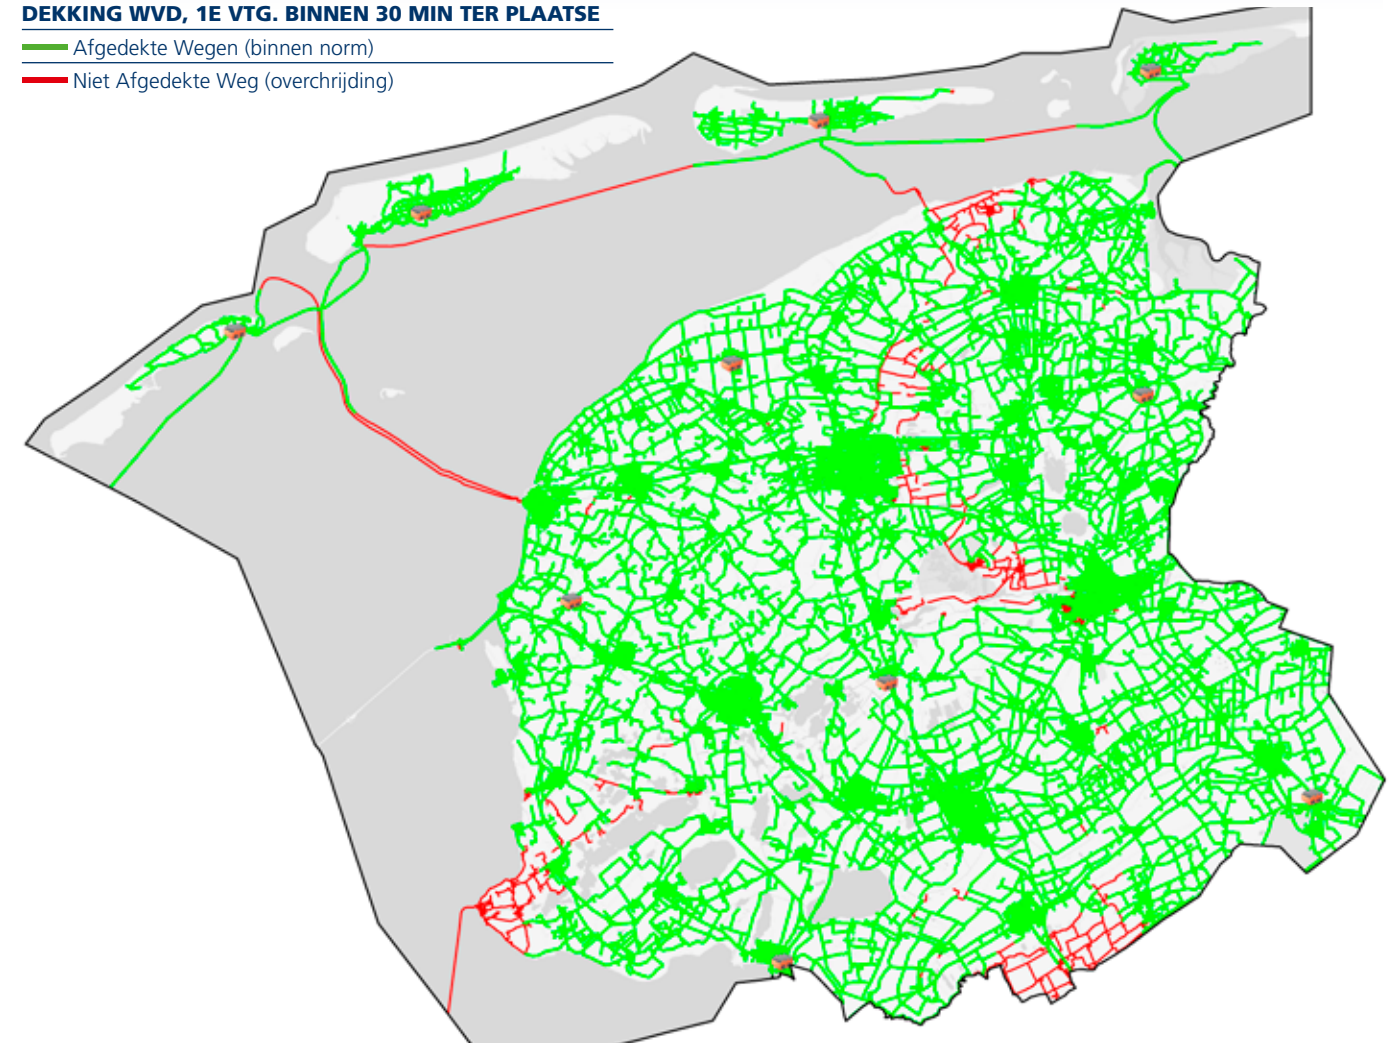 DEKKING WVD, 1E VTG. BINNEN 30 MIN TER PLAATSE
Afgedekte Wegen (binnen norm)
Niet Afgedekte Weg (overchrijding)